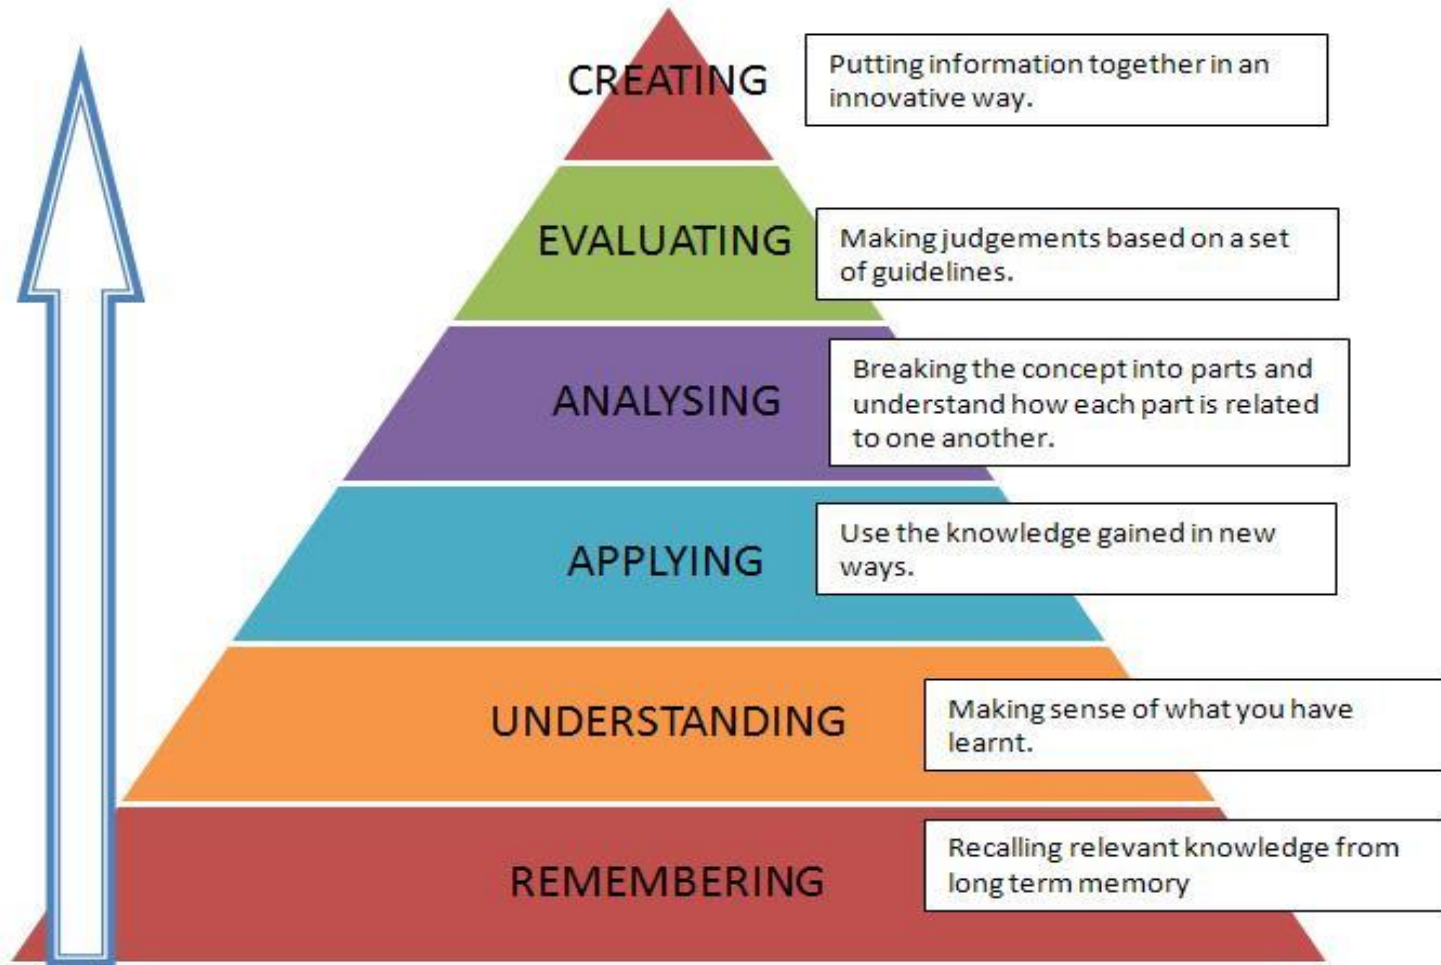 CREATING
Putting information together in an
innovative way.
EVALUATING
Making judgements based on a set
of guidelines.
ANALYSING
Breaking the concept into parts and
understand how each part is related
to one another.
APPLYING
Use the knowledge gained in new
ways.
UNDERSTANDING
Making sense of what you have
learnt.
REMEMBERING
Recalling relevant knowledge from
long term memory